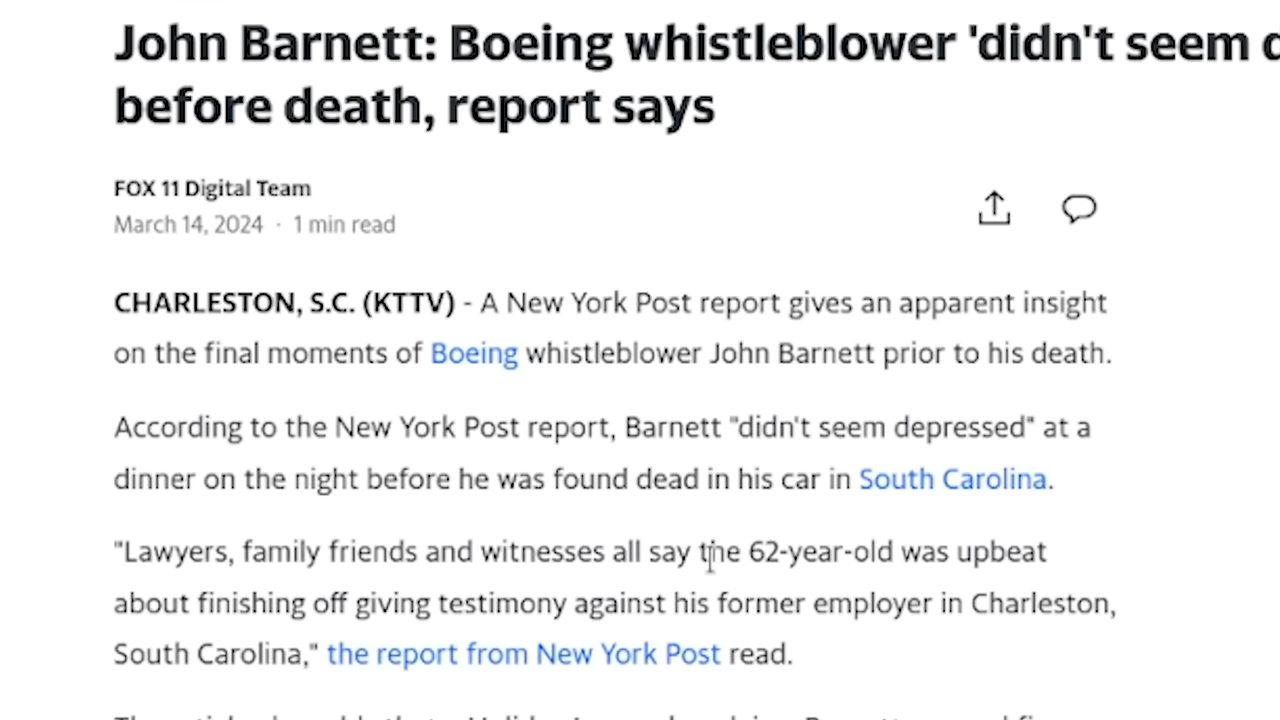 John Barnett: Boeing whistleblower 'didn't seem
before death, report says
FOX 11 Digital Team
March 14, 2024 · 1 min read
CHARLESTON, S.C. (KTTV) - A New York Post report gives an apparent insight
on the final moments of Boeing whistleblower John Barnett prior to his death.
According to the New York Post report, Barnett "didn't seem depressed" at a
dinner on the night before he was found dead in his car in South Carolina.
"Lawyers, family friends and witnesses all say the 62-year-old was upbeat
about finishing off giving testimony against his former employer in Charleston,
South Carolina," the report from New York Post read.